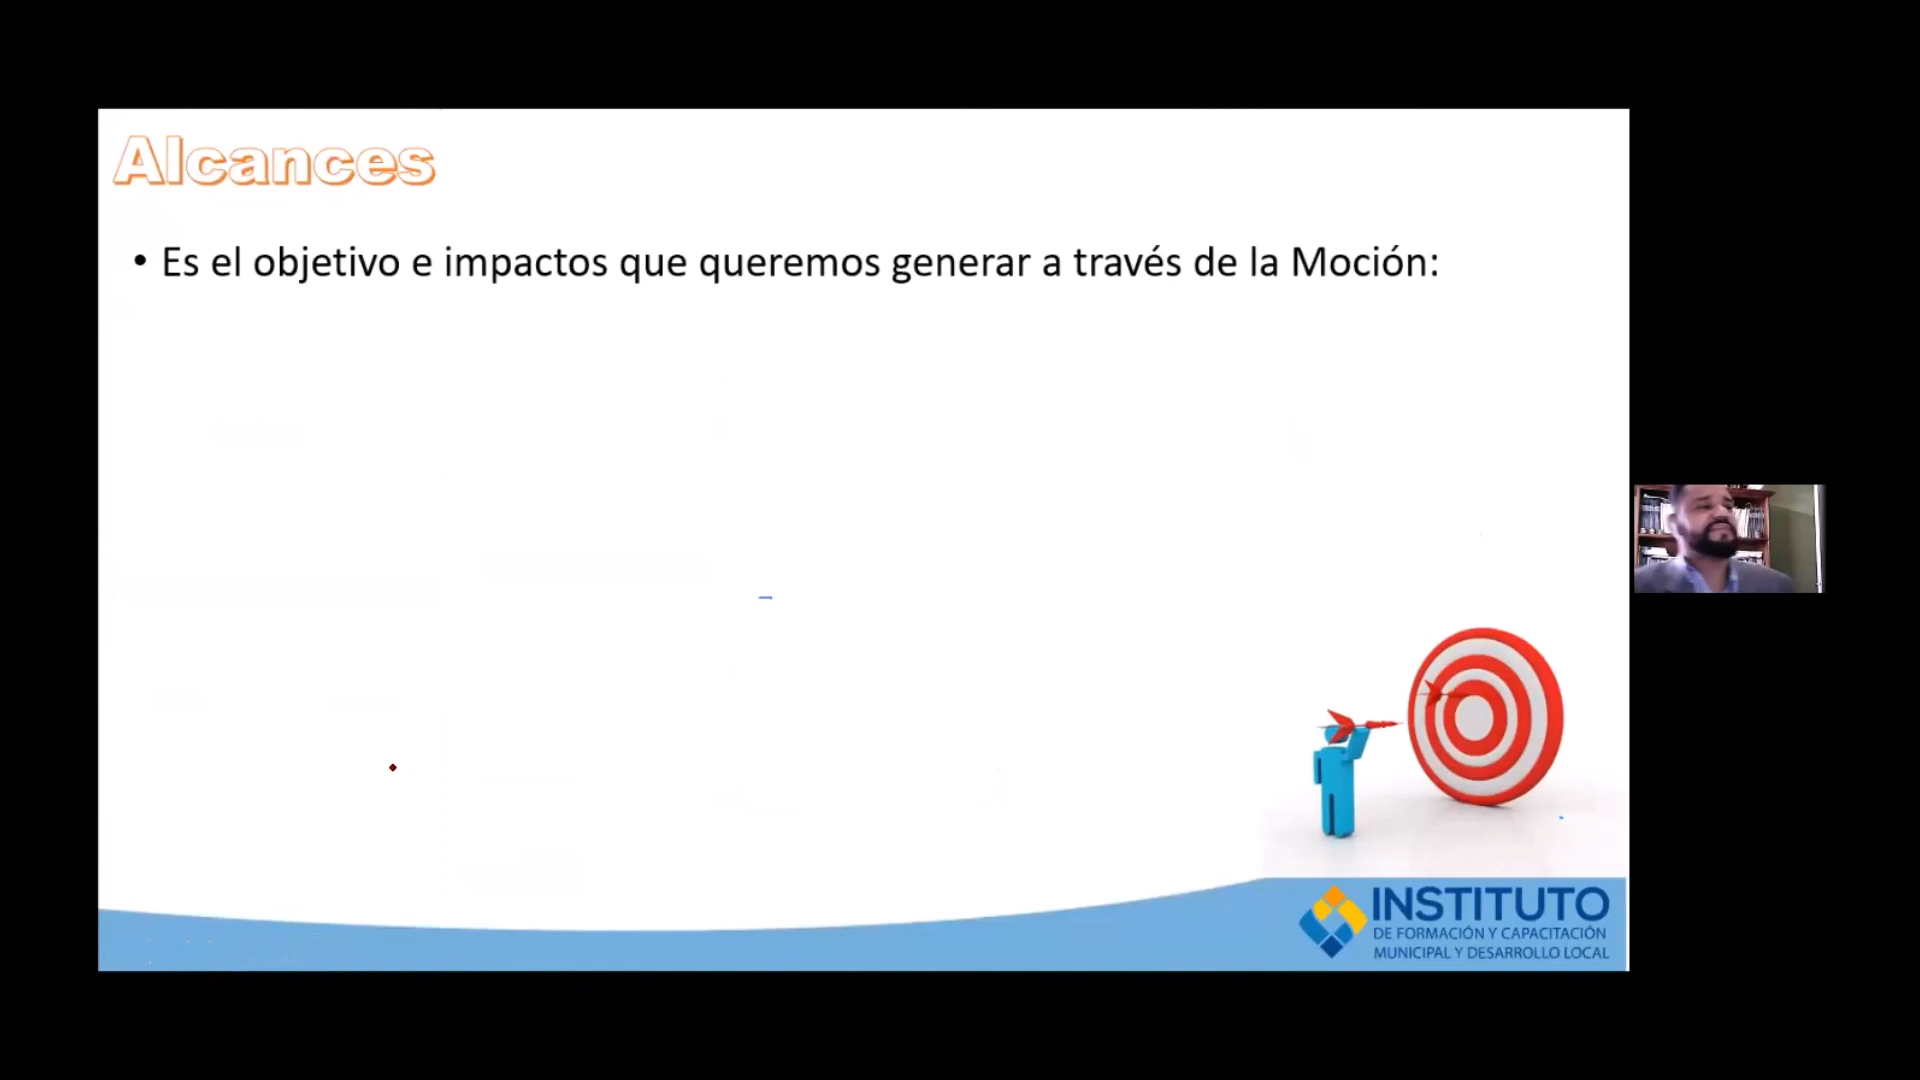 Alcances
• Es el objetivo e impactos que queremos generar a través de la Moción:
INSTITUTO
DE FORMACIÓN Y CAPACITACIÓN
MUNICIPAL Y DESARROLLO LOCAL